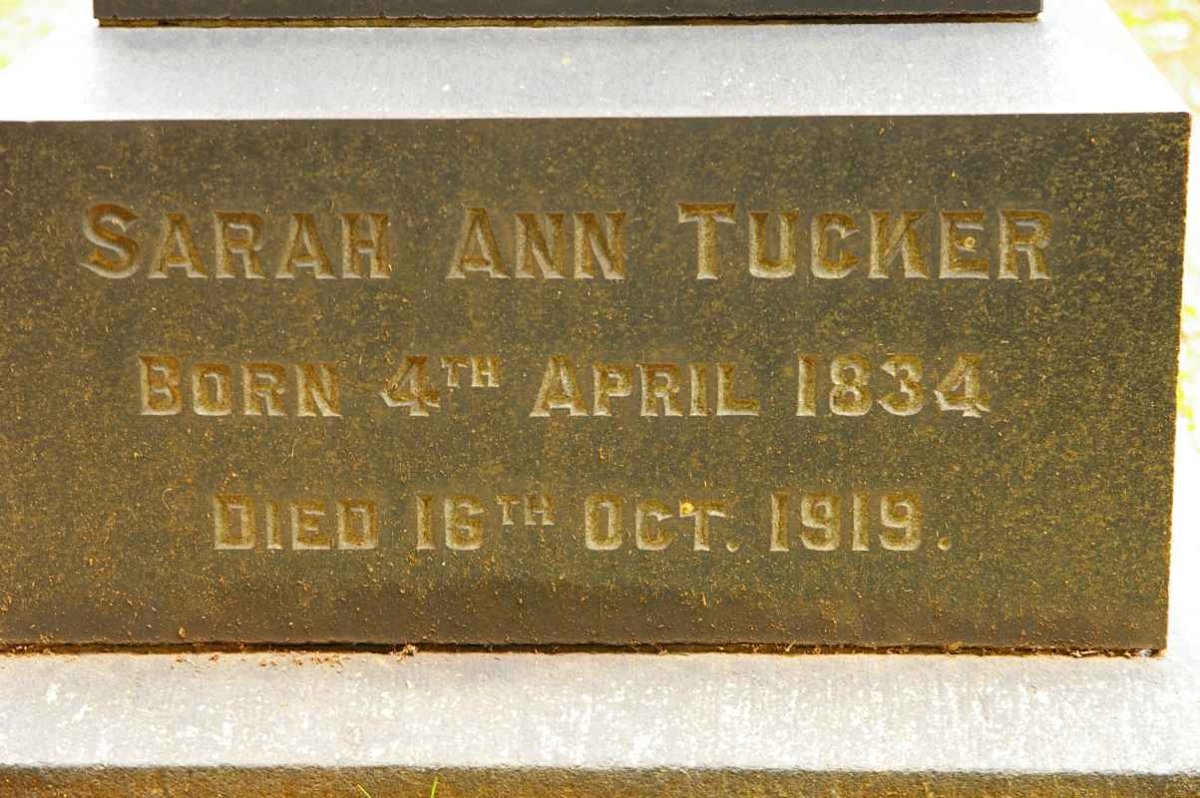 SARAH ANN TUCKER
BORN 4TH APRIL 1834
DIED 16TH OCT. 1919.